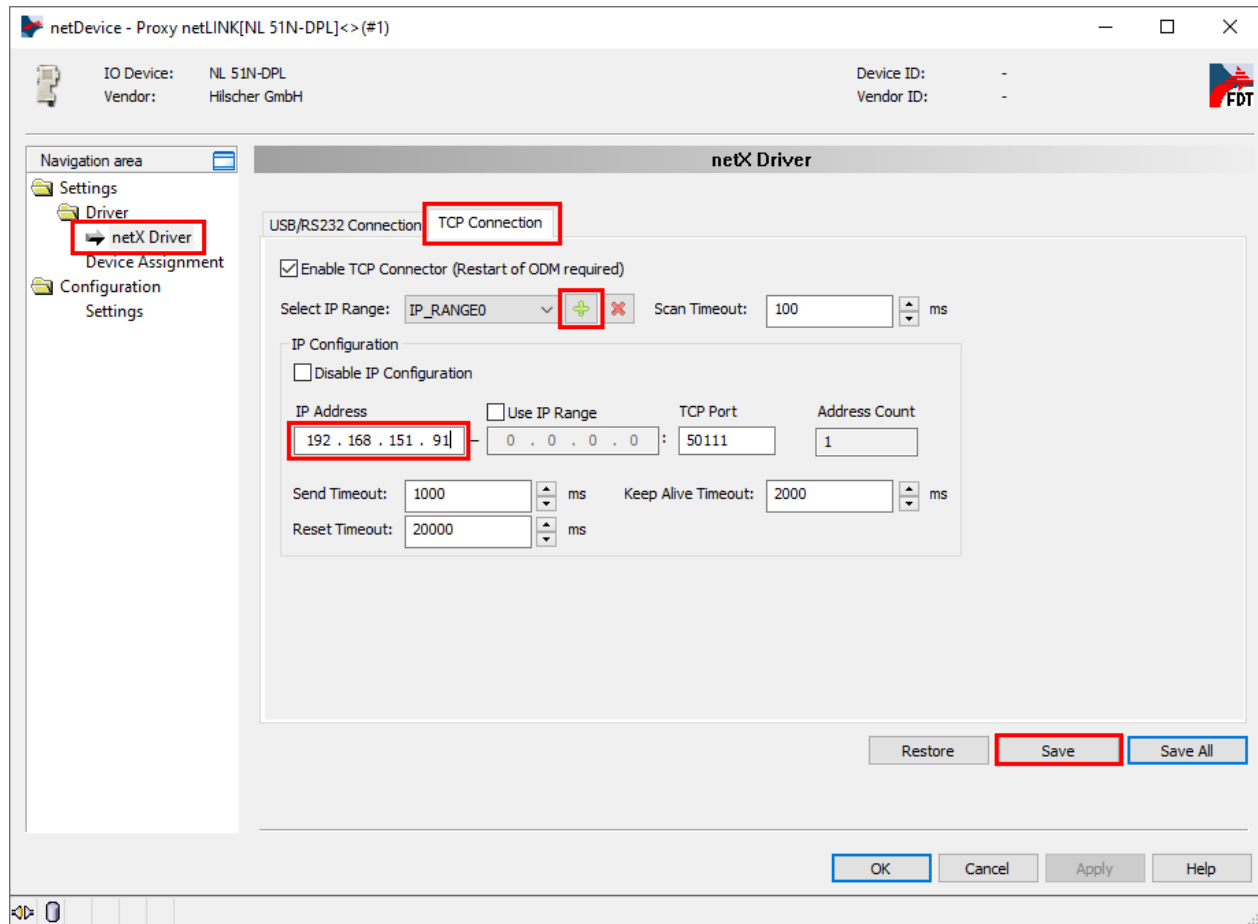 netDevice - Proxy netLINK[NL 51N-DPL]<>(#1)
IO Device: NL 51N-DPL Device ID: -
Vendor: Hilscher GmbH Vendor ID: -
FDT
Navigation area
Settings
Driver
netX Driver
Device Assignment
Configuration
Settings
netX Driver
USB/RS232 Connection TCP Connection
Enable TCP Connector (Restart of ODM required)
Select IP Range: IP_RANGE0 Scan Timeout: 100 ms
IP Configuration
Disable IP Configuration
IP Address Use IP Range TCP Port Address Count
192 . 168 . 151 . 91 – 0 . 0 . 0 . 0 : 50111 1
Send Timeout: 1000 ms Keep Alive Timeout: 2000 ms
Reset Timeout: 20000 ms
Restore Save Save All
OK Cancel Apply Help